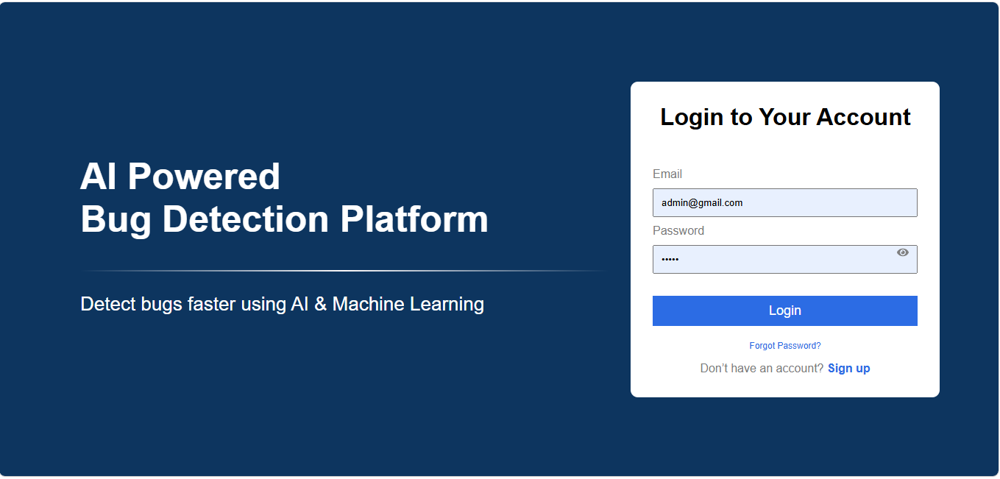 AI Powered
Bug Detection Platform
Detect bugs faster using AI & Machine Learning
Login to Your Account
Email
admin@gmail.com
Password
•••••
Login
Forgot Password?
Don’t have an account? Sign up